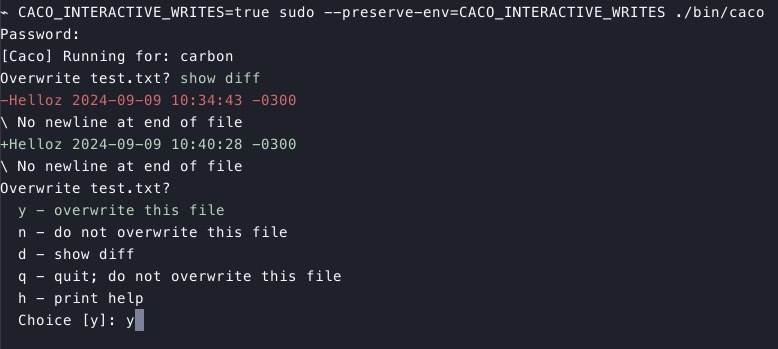 ~ CACO_INTERACTIVE_WRITES=true sudo --preserve-env=CACO_INTERACTIVE_WRITES ./bin/caco
Password:
[Caco] Running for: carbon
Overwrite test.txt? show diff
-Helloz 2024-09-09 10:34:43 -0300
\ No newline at end of file
+Helloz 2024-09-09 10:40:28 -0300
\ No newline at end of file
Overwrite test.txt?
  y - overwrite this file
  n - do not overwrite this file
  d - show diff
  q - quit; do not overwrite this file
  h - print help
  Choice [y]: y